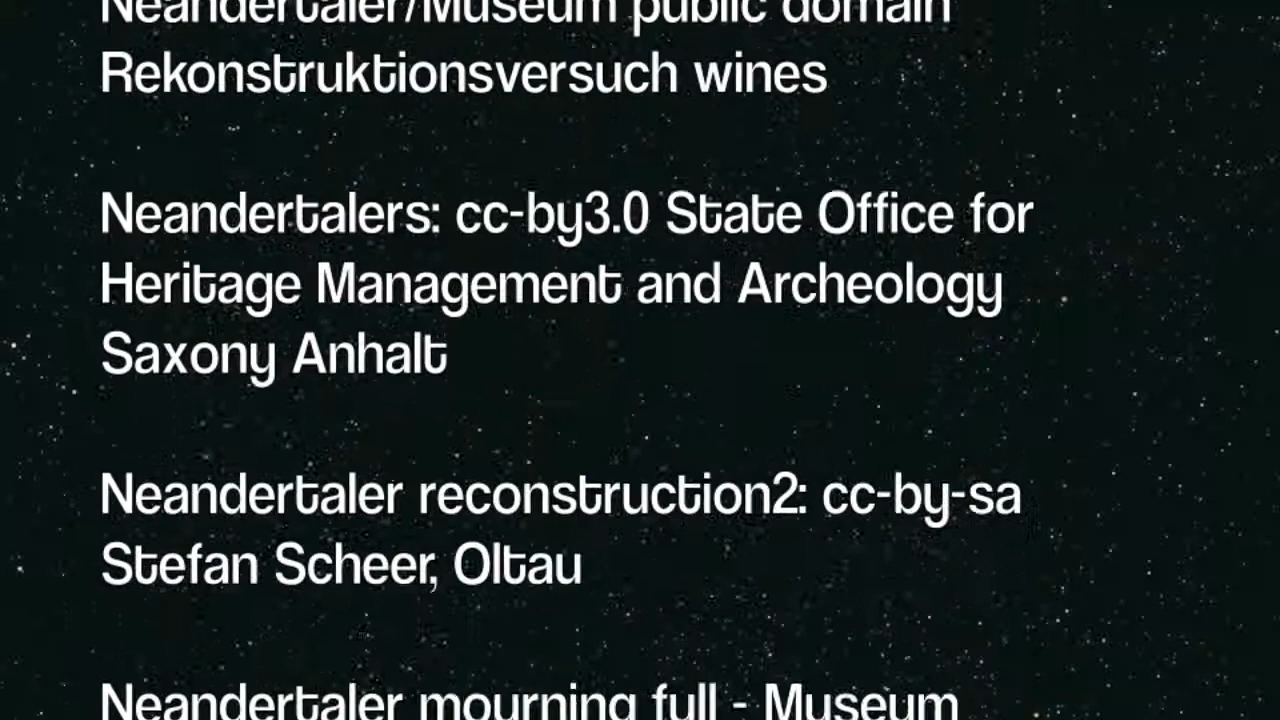 Neandertaler/Museum public domain
Rekonstruktionsversuch wines
Neandertalers: cc-by3.0 State Office for
Heritage Management and Archeology
Saxony Anhalt
Neandertaler reconstruction2: cc-by-sa
Stefan Scheer, Oltau
Neandertaler mourning full - Museum